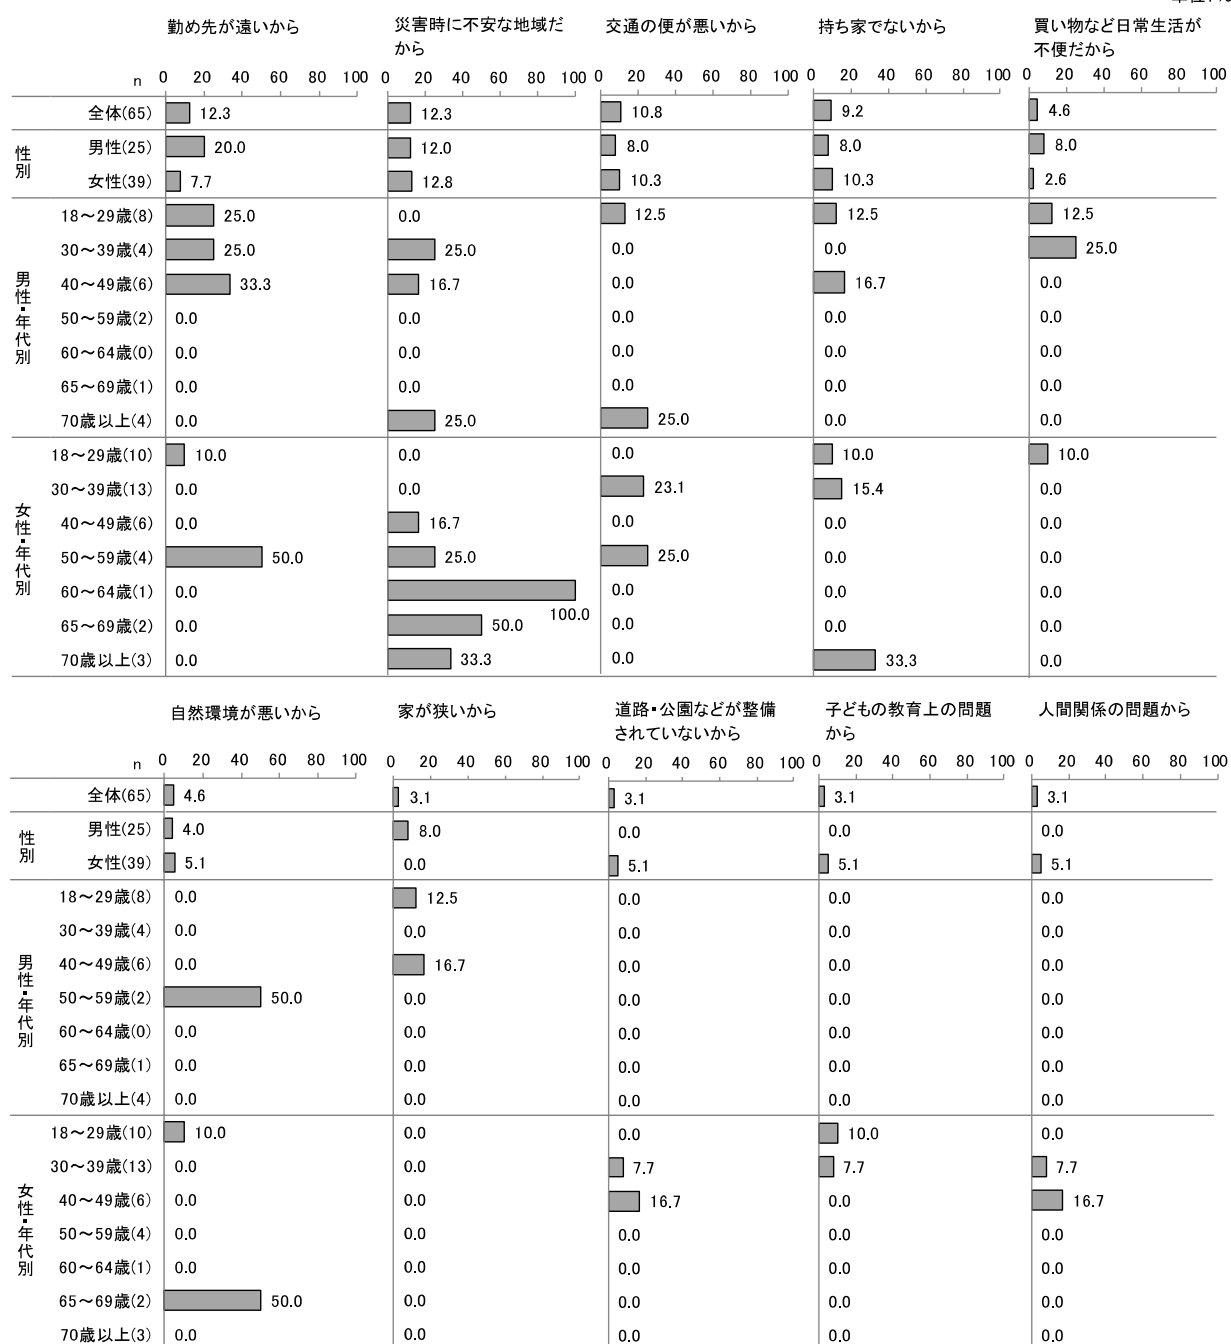 勤め先が遠いから 災害時に不安な地域だ 交通の便が悪いから 持ち家でないから 買い物など日常生活が
から 不便だから
n 0 20 40 60 80 100 0 20 40 60 80 100 0 20 40 60 80 100 0 20 40 60 80 100 0 20 40 60 80 100
全体(65) 12.3 12.3 10.8 9.2 4.6
性別
男性(25) 20.0 12.0 8.0 8.0 8.0
女性(39) 7.7 12.8 10.3 10.3 2.6
男性・年代別
18～29歳(8) 25.0 0.0 12.5 12.5 12.5
30～39歳(4) 25.0 25.0 0.0 0.0 25.0
40～49歳(6) 33.3 16.7 0.0 16.7 0.0
50～59歳(2) 0.0 0.0 0.0 0.0 0.0
60～64歳(0) 0.0 0.0 0.0 0.0 0.0
65～69歳(1) 0.0 0.0 0.0 0.0 0.0
70歳以上(4) 0.0 25.0 25.0 0.0 0.0
女性・年代別
18～29歳(10) 10.0 0.0 0.0 10.0 10.0
30～39歳(13) 0.0 0.0 23.1 15.4 0.0
40～49歳(6) 0.0 16.7 0.0 0.0 0.0
50～59歳(4) 50.0 25.0 25.0 0.0 0.0
60～64歳(1) 0.0 100.0 0.0 0.0 0.0
65～69歳(2) 0.0 50.0 0.0 0.0 0.0
70歳以上(3) 0.0 33.3 0.0 33.3 0.0
自然環境が悪いから 家が狭いから 道路・公園などが整備 子どもの教育上の問題 人間関係の問題から
されていないから から
n 0 20 40 60 80 100 0 20 40 60 80 100 0 20 40 60 80 100 0 20 40 60 80 100 0 20 40 60 80 100
全体(65) 4.6 3.1 3.1 3.1 3.1
性別
男性(25) 4.0 8.0 0.0 0.0 0.0
女性(39) 5.1 0.0 5.1 5.1 5.1
男性・年代別
18～29歳(8) 0.0 12.5 0.0 0.0 0.0
30～39歳(4) 0.0 0.0 0.0 0.0 0.0
40～49歳(6) 0.0 16.7 0.0 0.0 0.0
50～59歳(2) 50.0 0.0 0.0 0.0 0.0
60～64歳(0) 0.0 0.0 0.0 0.0 0.0
65～69歳(1) 0.0 0.0 0.0 0.0 0.0
70歳以上(4) 0.0 0.0 0.0 0.0 0.0
女性・年代別
18～29歳(10) 10.0 0.0 0.0 10.0 0.0
30～39歳(13) 0.0 0.0 7.7 7.7 7.7
40～49歳(6) 0.0 0.0 16.7 0.0 16.7
50～59歳(4) 0.0 0.0 0.0 0.0 0.0
60～64歳(1) 0.0 0.0 0.0 0.0 0.0
65～69歳(2) 50.0 0.0 0.0 0.0 0.0
70歳以上(3) 0.0 0.0 0.0 0.0 0.0